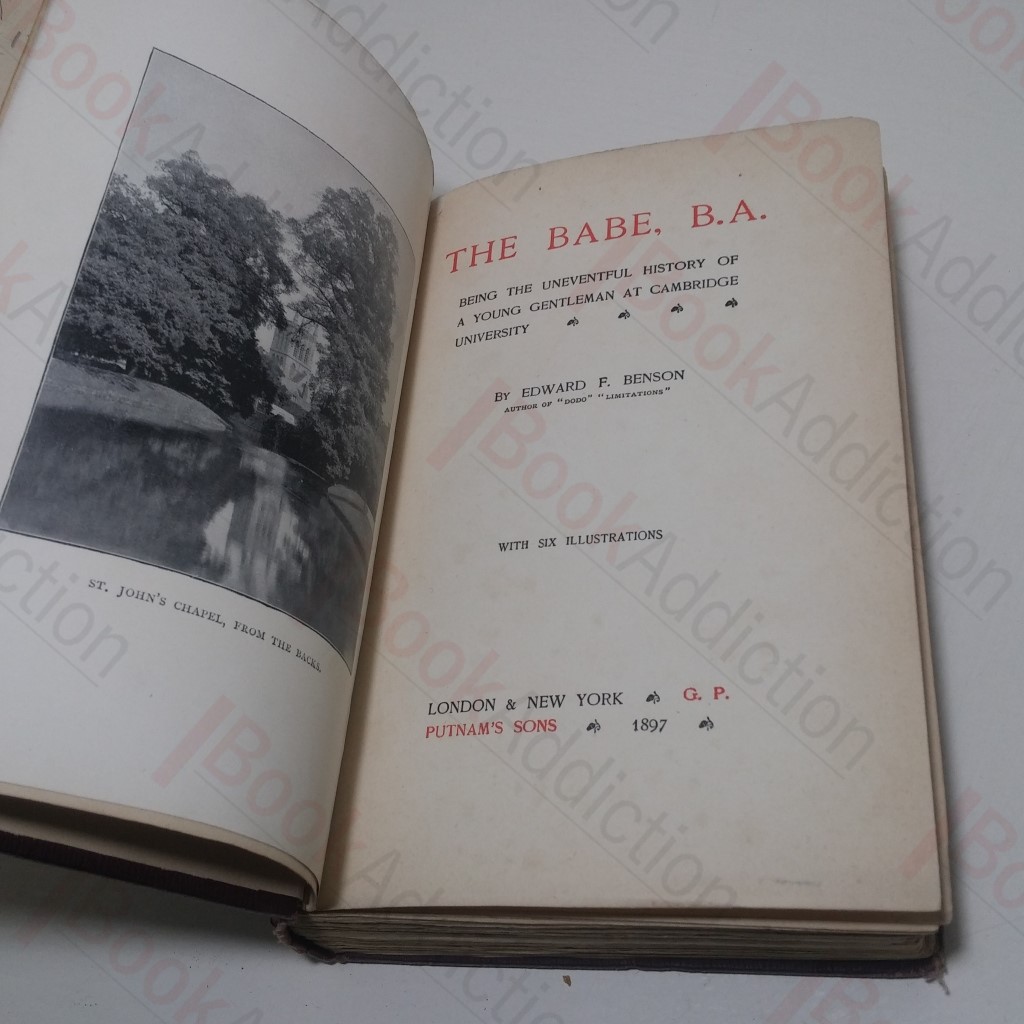 ST. JOHN'S CHAPEL, FROM THE BACKS.
THE BABE, B.A.
BEING THE UNEVENTFUL HISTORY OF
A YOUNG GENTLEMAN AT CAMBRIDGE
UNIVERSITY
BY EDWARD F. BENSON
AUTHOR OF "DODO" "LIMITATIONS"
WITH SIX ILLUSTRATIONS
LONDON & NEW YORK G. P.
PUTNAM'S SONS 1897
BookAddiction